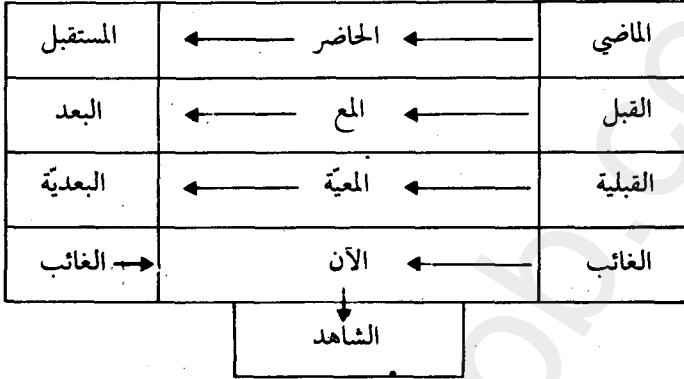 الماضي الحاضر المستقبل
القبل المع البعد
القبلية المعيّة البعديّة
الغائب الآن الغائب
الشاهد